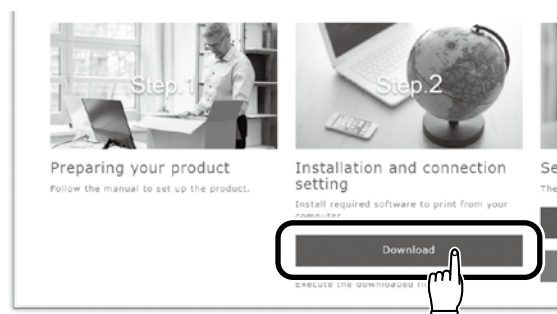 Step.1
Preparing your product
Follow the manual to set up the product.
Step.2
Installation and connection
setting
Install required software to print from your
computer
Download
Execute the downloaded
Se
The